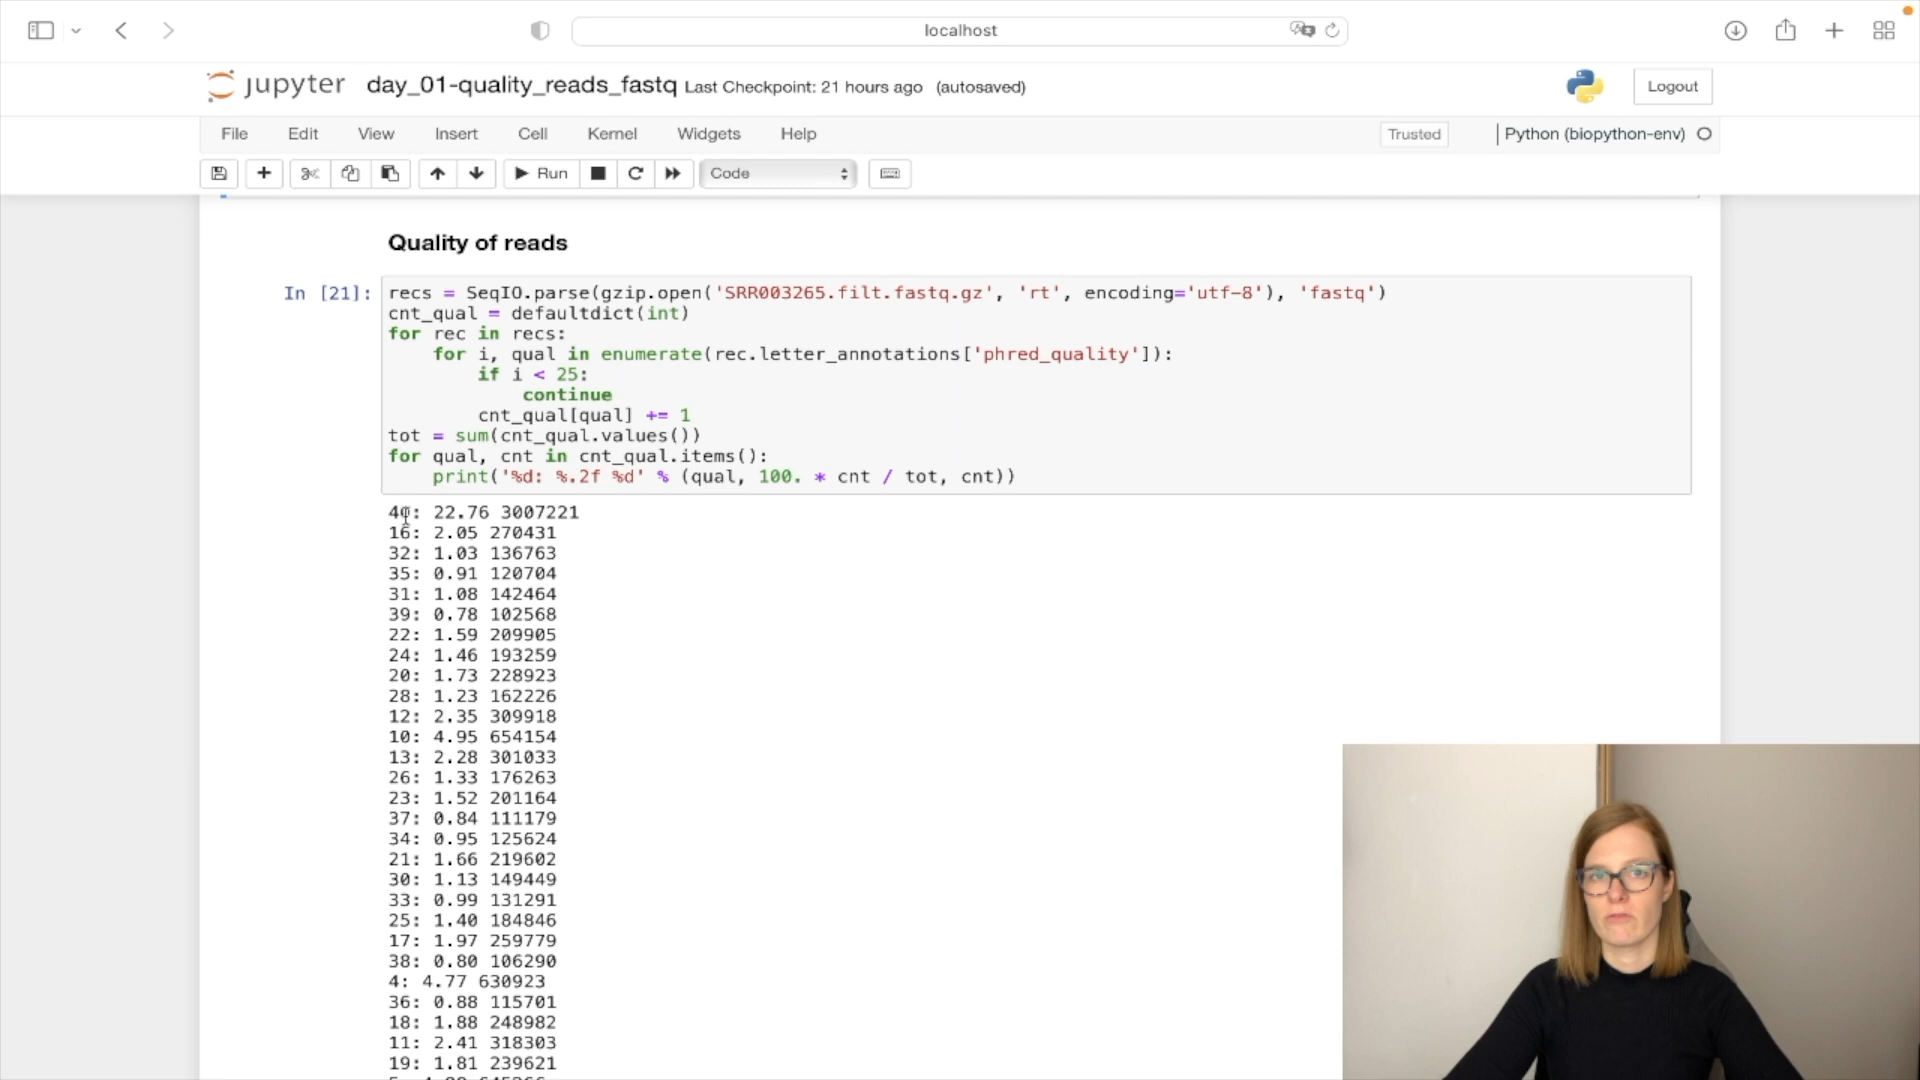 localhost
jupyter day_01-quality_reads_fastq Last Checkpoint: 21 hours ago (autosaved)
Logout
File Edit View Insert Cell Kernel Widgets Help
Trusted
Python (biopython-env)
Run
Code
Quality of reads
In [21]:
recs = SeqIO.parse(gzip.open('SRR003265.filt.fastq.gz', 'rt', encoding='utf-8'), 'fastq')
cnt_qual = defaultdict(int)
for rec in recs:
    for i, qual in enumerate(rec.letter_annotations['phred_quality']):
        if i < 25:
            continue
        cnt_qual[qual] += 1
tot = sum(cnt_qual.values())
for qual, cnt in cnt_qual.items():
    print('%d: %.2f %d' % (qual, 100. * cnt / tot, cnt))
40: 22.76 3007221
16: 2.05 270431
32: 1.03 136763
35: 0.91 120704
31: 1.08 142464
39: 0.78 102568
22: 1.59 209905
24: 1.46 193259
20: 1.73 228923
28: 1.23 162226
12: 2.35 309918
10: 4.95 654154
13: 2.28 301033
26: 1.33 176263
23: 1.52 201164
37: 0.84 111179
34: 0.95 125624
21: 1.66 219602
30: 1.13 149449
33: 0.99 131291
25: 1.40 184846
17: 1.97 259779
38: 0.80 106290
4: 4.77 630923
36: 0.88 115701
18: 1.88 248982
11: 2.41 318303
19: 1.81 239621